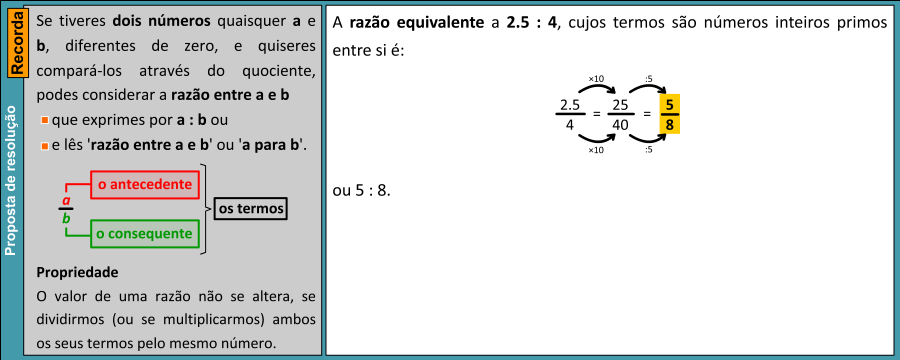 Recorda
Proposta de resolução
Se tiveres dois números quaisquer a e
b, diferentes de zero, e quiseres
compará-los através do quociente,
podes considerar a razão entre a e b
que exprimes por a : b ou
e lês 'razão entre a e b' ou 'a para b'.
o antecedente
a
b
os termos
o consequente
Propriedade
O valor de uma razão não se altera, se
dividirmos (ou se multiplicarmos) ambos
os seus termos pelo mesmo número.
A razão equivalente a 2.5 : 4, cujos termos são números inteiros primos
entre si é:
×10 :5
2.5 25 5
= =
4 40 8
×10 :5
ou 5 : 8.